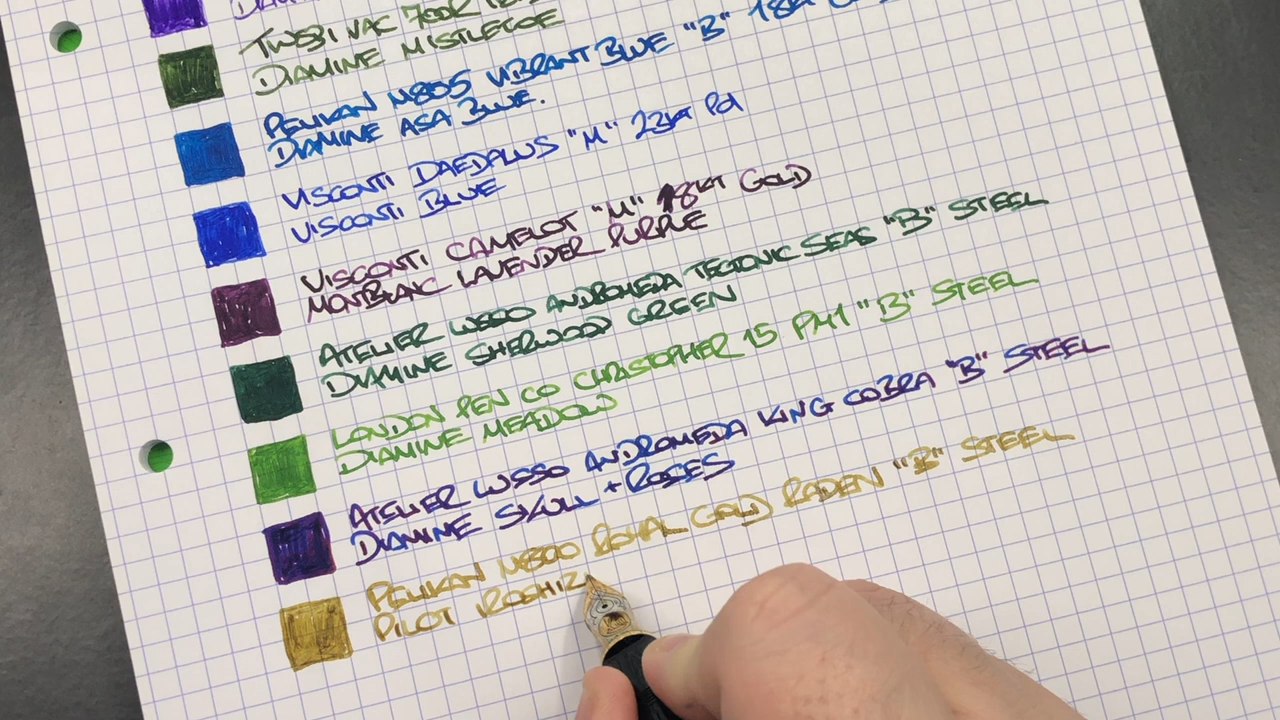 TWSBI VAC 700R
DIAMINE MISTLETOE
PELIKAN M805 VIBRANT BLUE "B" 18KT
DIAMINE ASA BLUE.
VISCONTI DAEDALUS "M" 23KT Pd
VISCONTI BLUE
VISCONTI CAMELOT "M" 18KT GOLD
MONTBLANC LAVENDER PURPLE
ATELIER LUSSO ANDROMEDA TECTONIC SEAS "B" STEEL
DIAMINE SHERWOOD GREEN
LONDON PEN CO CHRISTOPHER 15 PM1 "B" STEEL
DIAMINE MEADOW
ATELIER LUSSO ANDROMEDA KING COBRA "B" STEEL
DIAMINE SKULL + ROSES
PELIKAN M800 ROYAL GOLD RADEN "B" STEEL
PILOT IROSHIZ